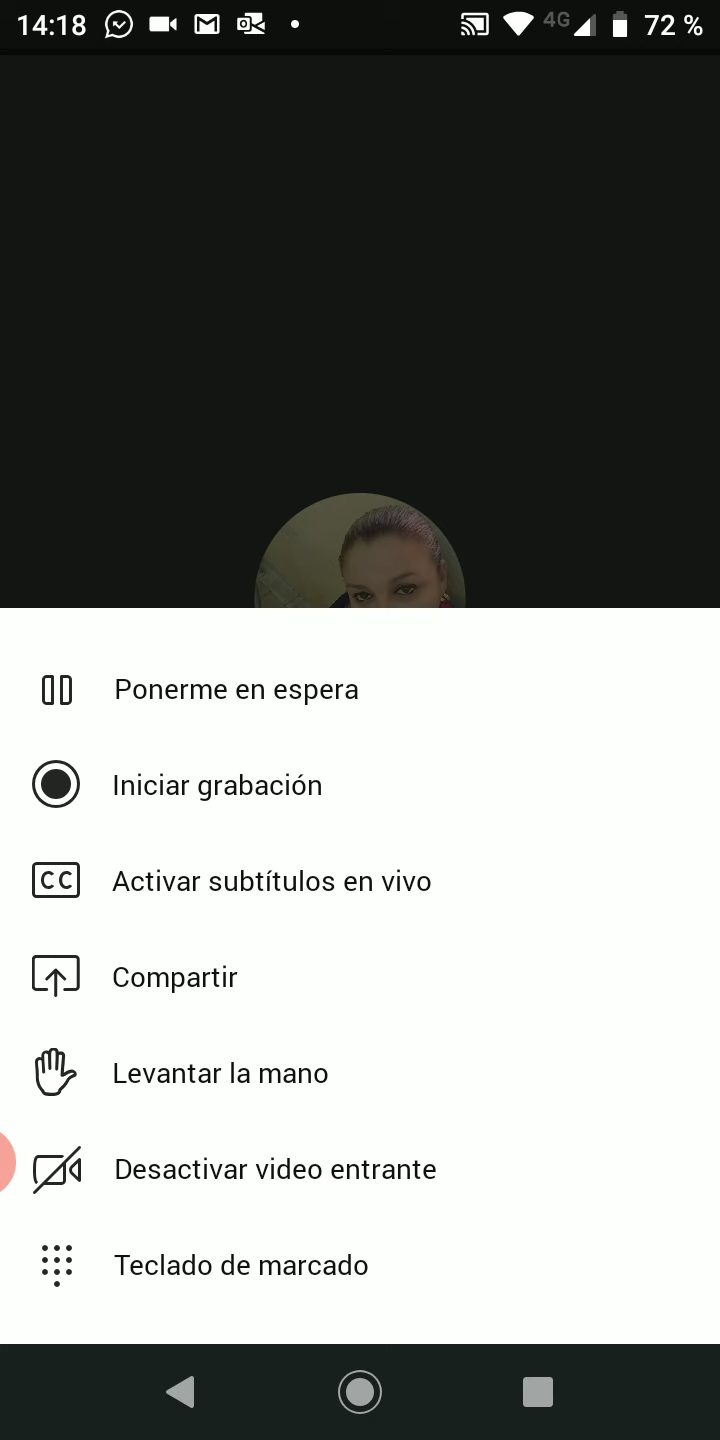 14:18
4G
72 %
Ponerme en espera
Iniciar grabación
CC
Activar subtítulos en vivo
Compartir
Levantar la mano
Desactivar video entrante
Teclado de marcado